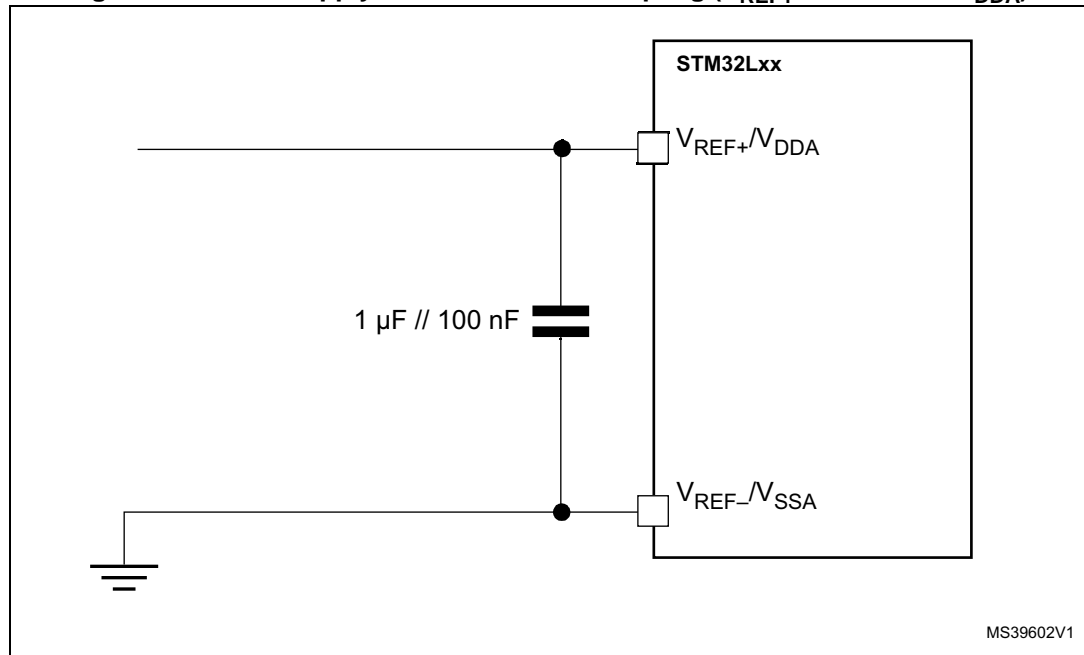 STM32Lxx
VREF+/VDDA
1 µF // 100 nF
VREF–/VSSA
MS39602V1